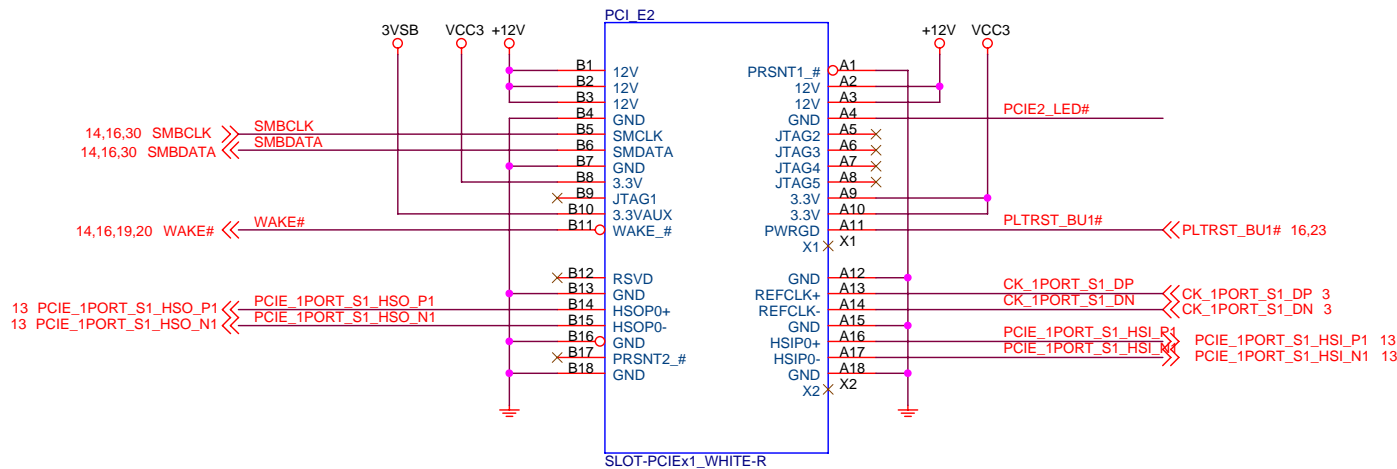 PCI_E2
3VSB VCC3 +12V +12V VCC3
B1 12V PRSNT1_# A1
B2 12V 12V A2
B3 12V 12V A3
B4 GND GND A4 PCIE2_LED#
14,16,30 SMBCLK SMBCLK B5 SMCLK JTAG2 A5
14,16,30 SMBDATA SMBDATA B6 SMDATA JTAG3 A6
B7 GND JTAG4 A7
B8 3.3V JTAG5 A8
B9 JTAG1 3.3V A9
B10 3.3VAUX 3.3V A10
14,16,19,20 WAKE# WAKE# B11 WAKE_# PWRGD A11 PLTRST_BU1# PLTRST_BU1# 16,23
X1 X1
B12 RSVD GND A12
B13 GND REFCLK+ A13 CK_1PORT_S1_DP CK_1PORT_S1_DP 3
13 PCIE_1PORT_S1_HSO_P1 PCIE_1PORT_S1_HSO_P1 B14 HSOP0+ REFCLK- A14 CK_1PORT_S1_DN CK_1PORT_S1_DN 3
13 PCIE_1PORT_S1_HSO_N1 PCIE_1PORT_S1_HSO_N1 B15 HSOP0- GND A15
B16 GND HSIP0+ A16 PCIE_1PORT_S1_HSI_P1 PCIE_1PORT_S1_HSI_P1 13
B17 PRSNT2_# HSIP0- A17 PCIE_1PORT_S1_HSI_N1 PCIE_1PORT_S1_HSI_N1 13
B18 GND GND A18
X2 X2
SLOT-PCIEx1_WHITE-R